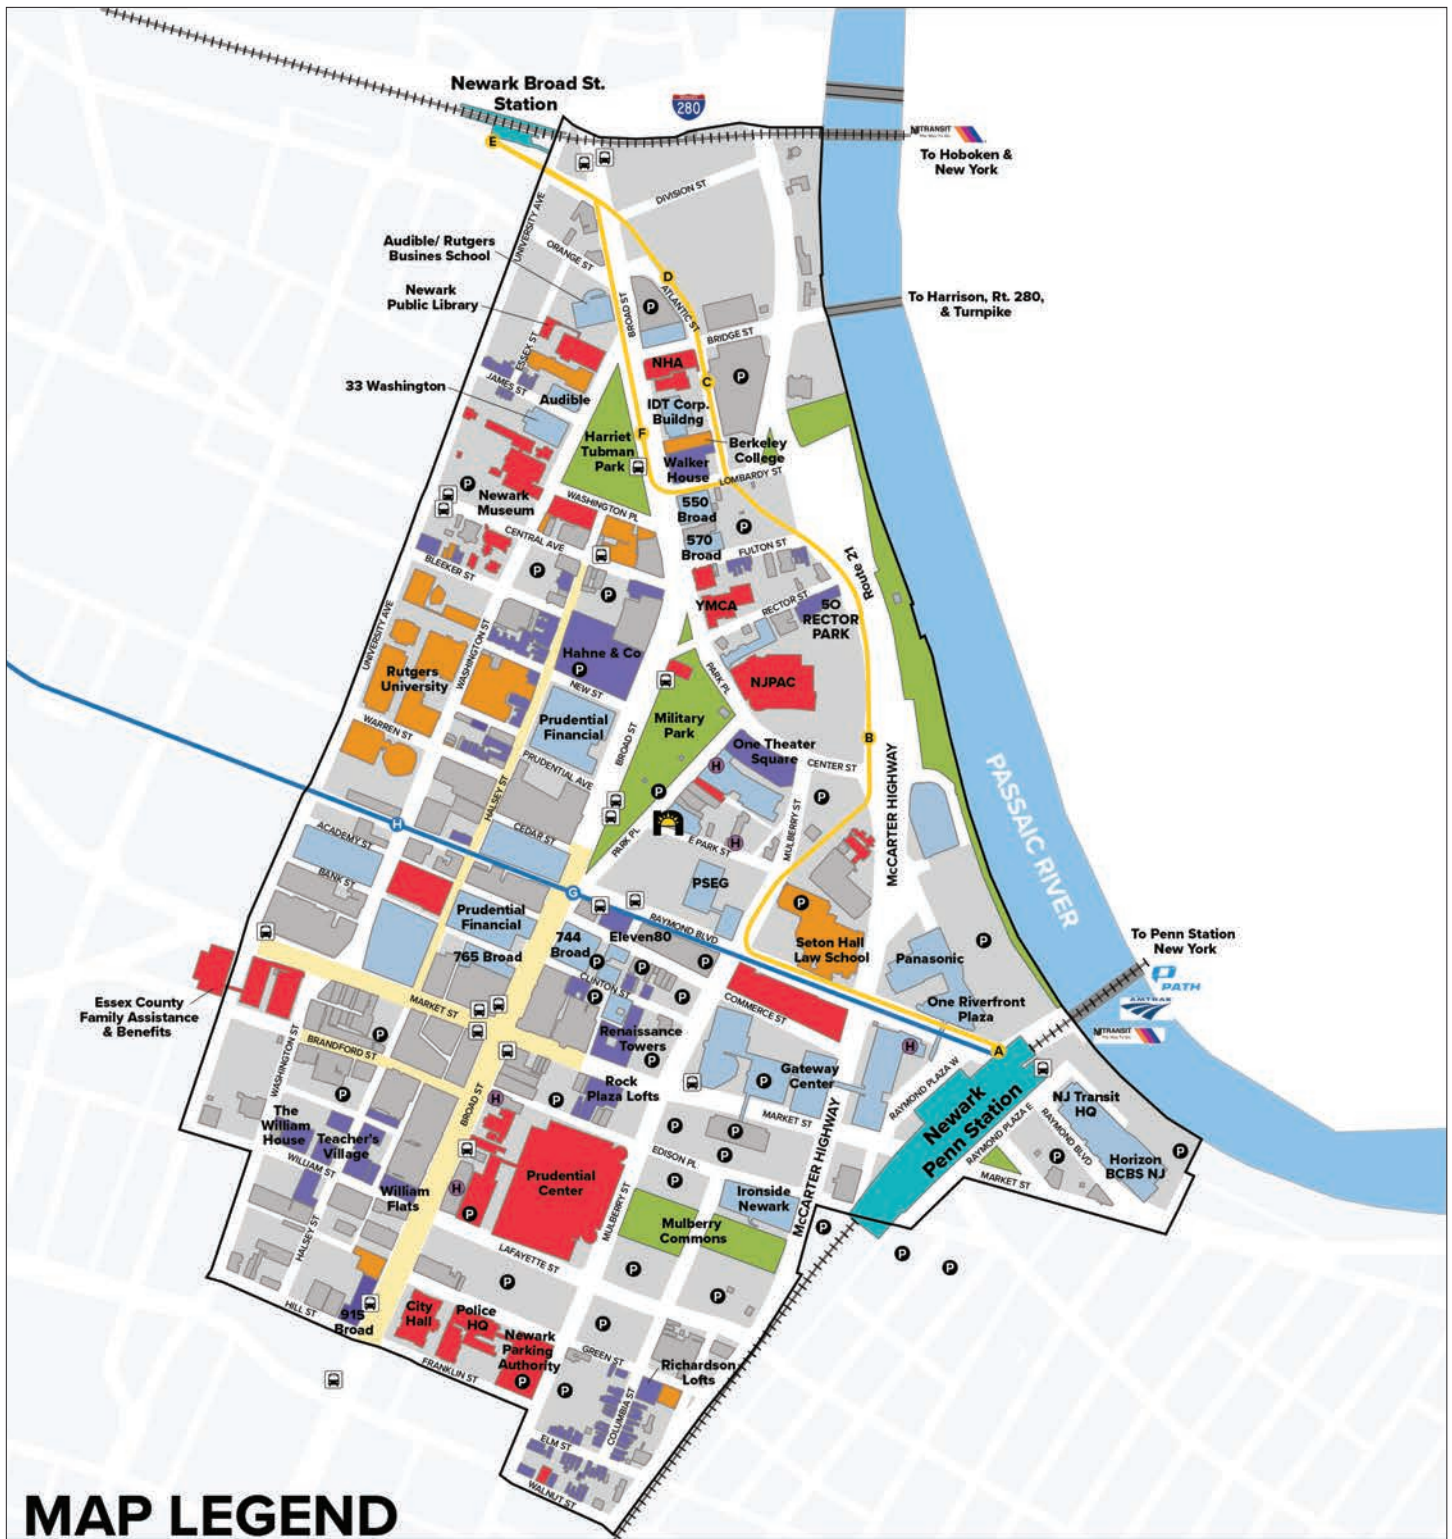 Newark Broad St.
Station
280
E
NJ TRANSIT
To Hoboken &
New York
DIVISION ST
UNIVERSITY AVE
Audible/ Rutgers
Busines School
ORANGE ST
D
ATLANTIC ST
Newark
Public Library
BROAD ST
P
To Harrison, Rt. 280,
& Turnpike
BRIDGE ST
ESSEX ST
NHA
C
P
JAMES ST
33 Washington
Audible
IDT Corp.
Buildng
Harriet
Tubman
Park
F
Berkeley
College
Walker
House
LOMBARDY ST
P
Newark
Museum
WASHINGTON PL
550
Broad
P
CENTRAL AVE
570
Broad
FULTON ST
BLEEKER ST
P
P
Route 21
YMCA
RECTOR ST
50
RECTOR
PARK
UNIVERSITY AVE
WASHINGTON ST
Hahne & Co
P
Rutgers
University
NEW ST
PARK PL
NJPAC
WARREN ST
Prudential
Financial
BROAD ST
Military
Park
B
One Theater
Square
PRUDENTIAL AVE
H
CENTER ST
McCARTER HIGHWAY
PASSAIC RIVER
HALSEY ST
P
P
MULBERRY ST
H
ACADEMY ST
CEDAR ST
PARK PL
n
E PARK ST
H
BANK ST
G
PSEG
P
Prudential
Financial
RAYMOND BLVD
Seton Hall
Law School
744
Broad
Eleven80
765 Broad
P
P
P
Panasonic
P
To Penn Station
New York
PATH
AMTRAK
NJ TRANSIT
Essex County
Family Assistance
& Benefits
MARKET ST
CLINTON ST
P
P
COMMERCE ST
One Riverfront
Plaza
WASHINGTON ST
BRANDFORD ST
P
Renaissance
Towers
P
H
A
P
BROAD ST
H
P
Rock
Plaza Lofts
Gateway
Center
P
RAYMOND PLAZA W
Newark
Penn Station
NJ Transit
HQ
The
William
House
Teacher's
Village
MARKET ST
McCARTER HIGHWAY
RAYMOND PLAZA E
RAYMOND BLVD
P
P
P
EDISON PL
P
WILLIAM ST
Prudential
Center
P
Horizon
BCBS NJ
P
MARKET ST
William
Flats
H
P
MULBERRY ST
Ironside
Newark
HALSEY ST
Mulberry
Commons
P
LAFAYETTE ST
P
P
P
P
P
HILL ST
915
Broad
City
Hall
Police
HQ
Newark
Parking
Authority
P
P
GREEN ST
FRANKLIN ST
P
Richardson
Lofts
COLUMBIA ST
ELM ST
WALNUT ST
MAP LEGEND